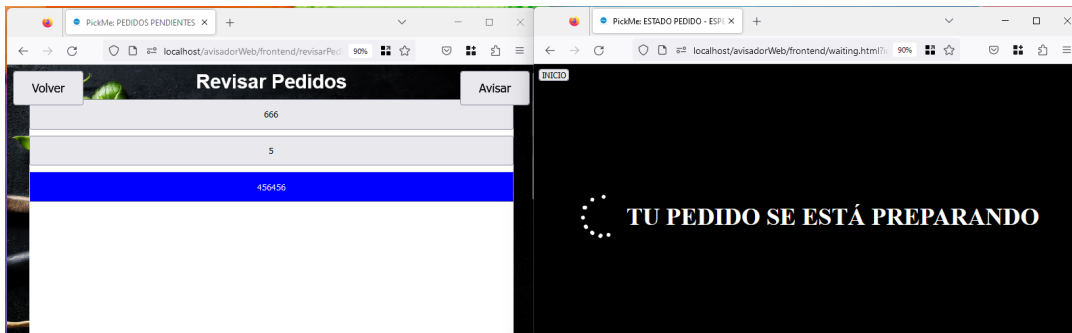 PickMe: PEDIDOS PENDIENTES
localhost/avisadorWeb/frontend/revisarPed
90%
Volver
Revisar Pedidos
Avisar
666
5
456456
PickMe: ESTADO PEDIDO - ESPE
localhost/avisadorWeb/frontend/waiting.html?i
90%
INICIO
TU PEDIDO SE ESTÁ PREPARANDO